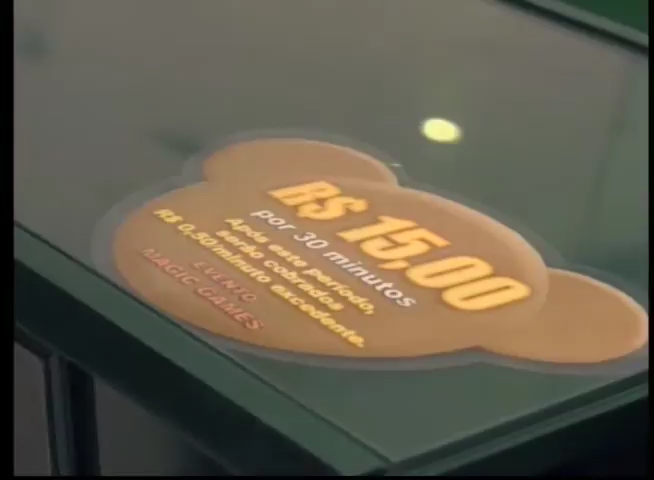 R$ 15,00
por 30 minutos
Após este período,
serão cobrados
R$ 0,50/minuto excedente.
EVENTO
MAGIC GAMES